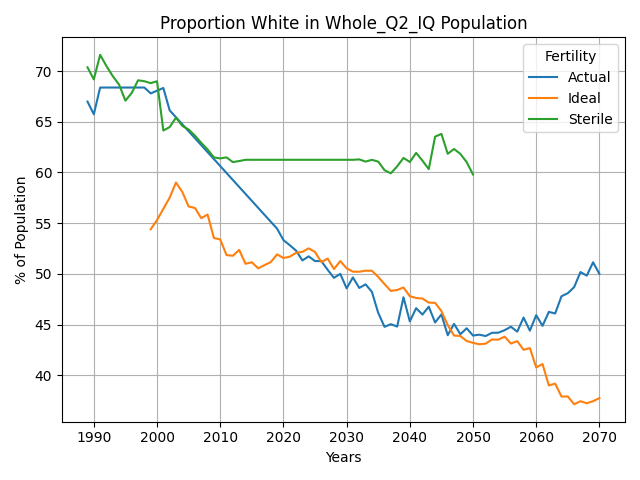 Proportion White in Whole_Q2_IQ Population
Fertility
Actual
Ideal
Sterile
% of Population
70
65
60
55
50
45
40
1990
2000
2010
2020
2030
2040
2050
2060
2070
Years